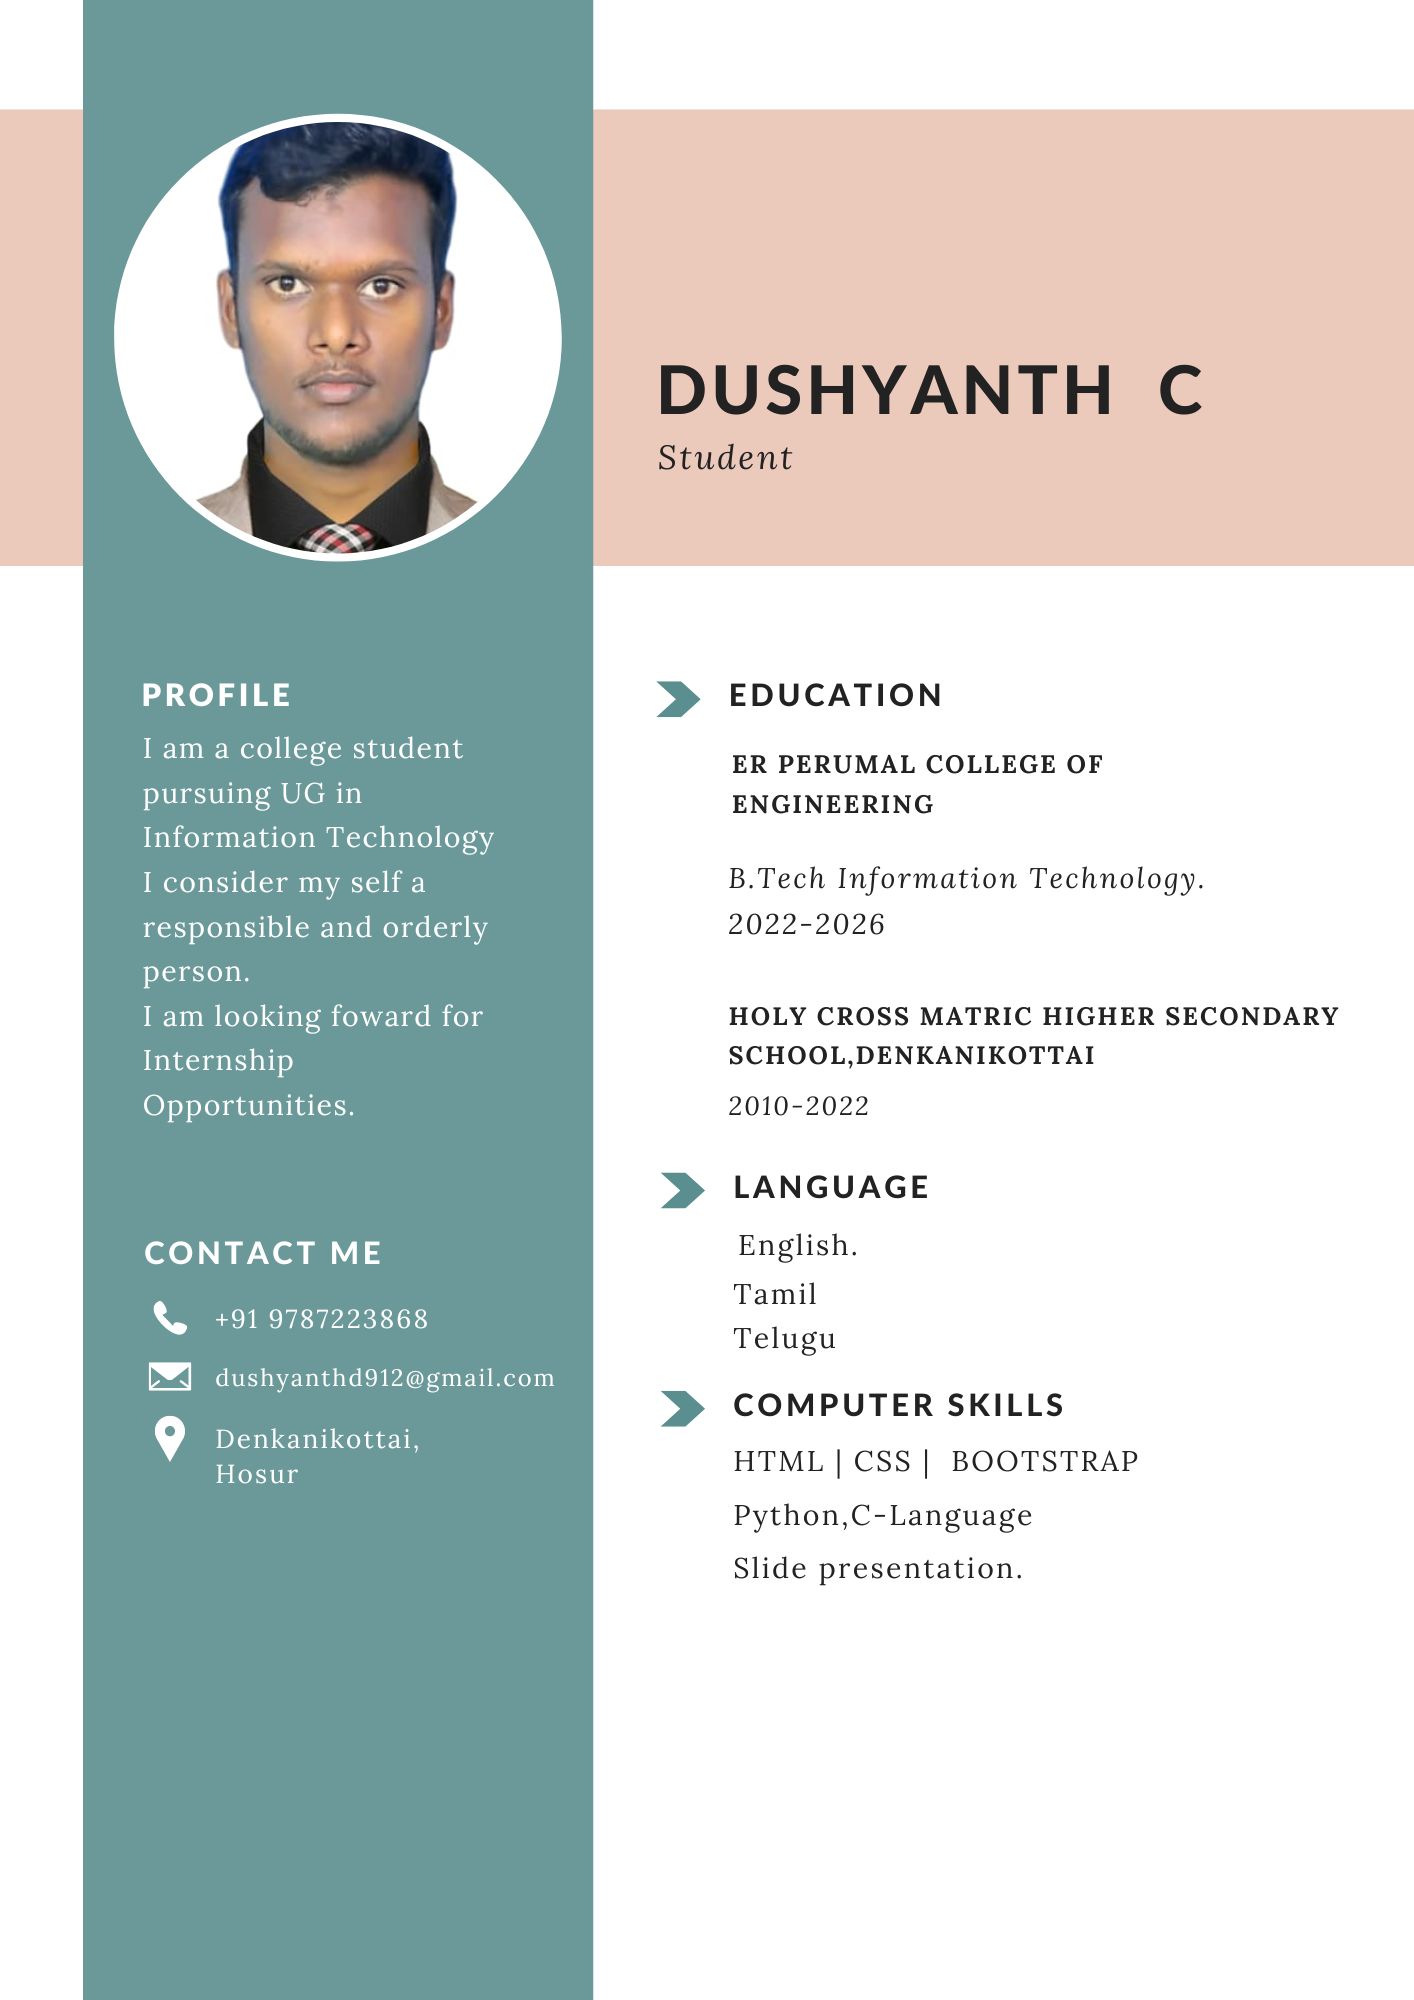 DUSHYANTH C
Student
PROFILE
I am a college student
pursuing UG in
Information Technology
I consider my self a
responsible and orderly
person.
I am looking foward for
Internship
Opportunities.
CONTACT ME
+91 9787223868
dushyanthd912@gmail.com
Denkanikottai,
Hosur
EDUCATION
ER PERUMAL COLLEGE OF
ENGINEERING
B.Tech Information Technology.
2022-2026
HOLY CROSS MATRIC HIGHER SECONDARY
SCHOOL,DENKANIKOTTAI
2010-2022
LANGUAGE
English.
Tamil
Telugu
COMPUTER SKILLS
HTML | CSS | BOOTSTRAP
Python,C-Language
Slide presentation.